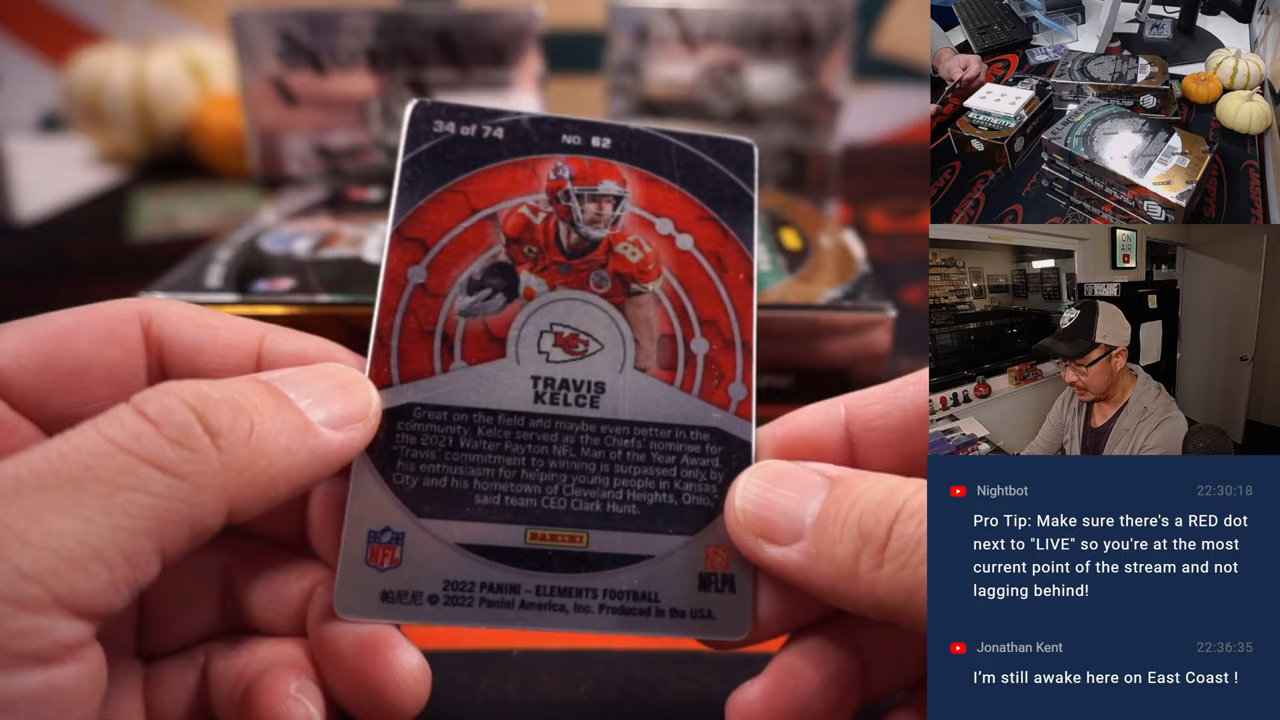 34 of 74
NO. 62
87
TRAVIS
KELCE
Great on the field and maybe even better in the
community. Kelce served as the Chiefs' nominee for
the 2021 Walter Payton NFL Man of the Year Award.
"Travis' commitment to winning is surpassed only by
his enthusiasm for helping young people in Kansas
City and his hometown of Cleveland Heights, Ohio,"
said team CEO Clark Hunt.
PANINI
NFL
NFLPA
2022 PANINI – ELEMENTS FOOTBALL
帕尼尼 © 2022 Panini America, Inc. Produced in the USA.
ELEMENT
JASPY'S
ON
AIR
Nightbot
22:30:18
Pro Tip: Make sure there's a RED dot
next to "LIVE" so you're at the most
current point of the stream and not
lagging behind!
Jonathan Kent
22:36:35
I'm still awake here on East Coast !